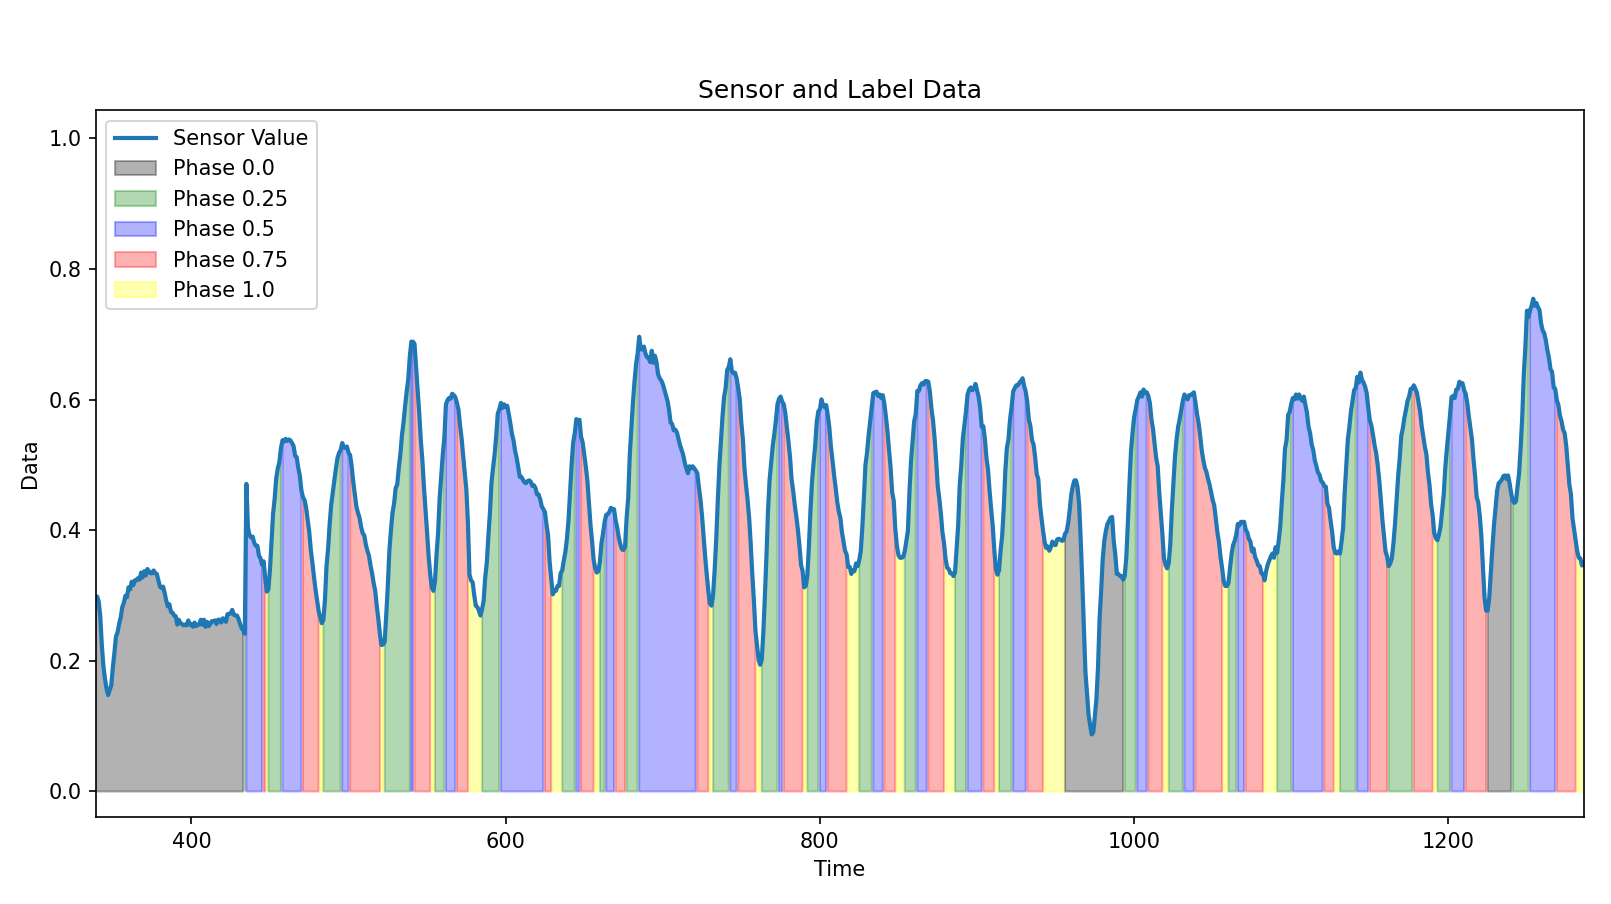 Sensor and Label Data
1.0
0.8
0.6
0.4
0.2
0.0
Data
Sensor Value
Phase 0.0
Phase 0.25
Phase 0.5
Phase 0.75
Phase 1.0
400
600
800
1000
1200
Time